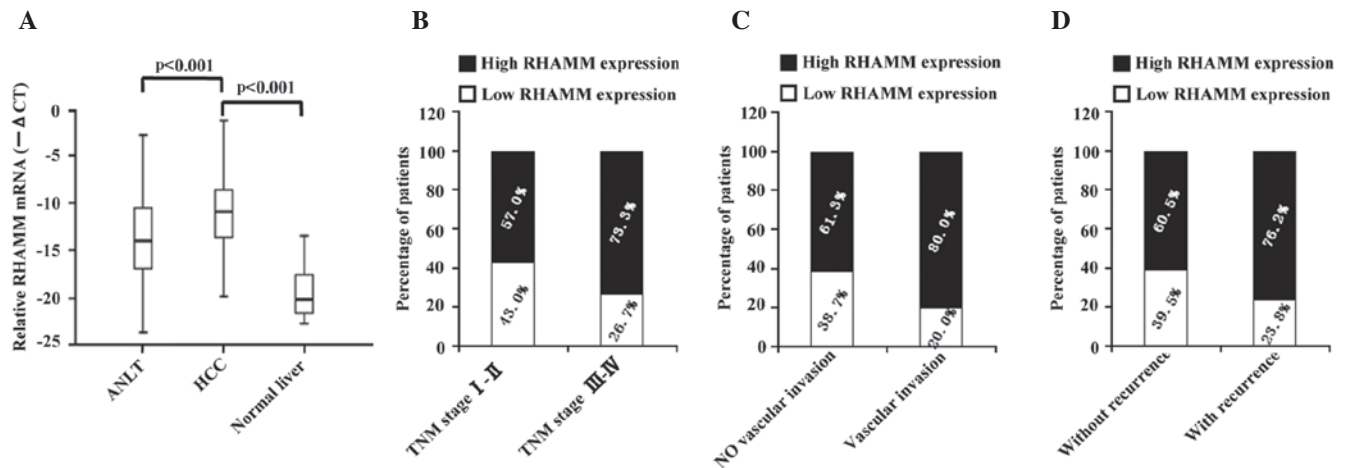 A
p<0.001
p<0.001
Relative RHAMM mRNA (－ΔCT)
0
-5
-10
-15
-20
-25
ANLT
HCC
Normal liver
B
High RHAMM expression
Low RHAMM expression
Percentage of patients
120
100
80
60
40
20
0
57.0%
43.0%
73.3%
26.7%
TNM stage Ⅰ-Ⅱ
TNM stage Ⅲ-Ⅳ
C
High RHAMM expression
Low RHAMM expression
Percentage of patients
120
100
80
60
40
20
0
61.3%
38.7%
80.0%
20.0%
NO vascular invasion
Vascular invasion
D
High RHAMM expression
Low RHAMM expression
Percentage of patients
120
100
80
60
40
20
0
60.5%
39.5%
76.2%
23.8%
Without recurrence
With recurrence